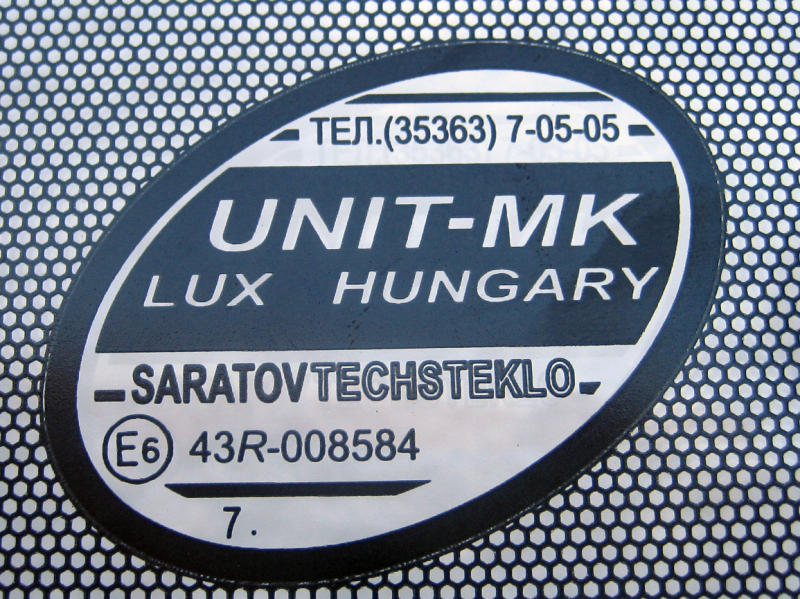 ТЕЛ.(35363) 7-05-05
UNIT-MK
LUX HUNGARY
SARATOVTECHSTEKLO
E6 43R-008584
7.